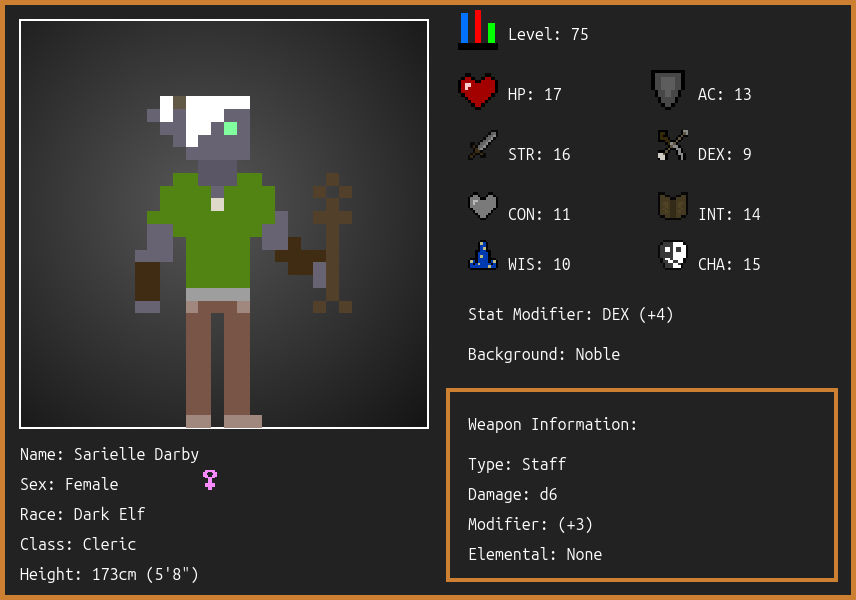 Level: 75
HP: 17
AC: 13
STR: 16
DEX: 9
CON: 11
INT: 14
WIS: 10
CHA: 15
Stat Modifier: DEX (+4)
Background: Noble
Weapon Information:
Type: Staff
Damage: d6
Modifier: (+3)
Elemental: None
Name: Sarielle Darby
Sex: Female
Race: Dark Elf
Class: Cleric
Height: 173cm (5'8")